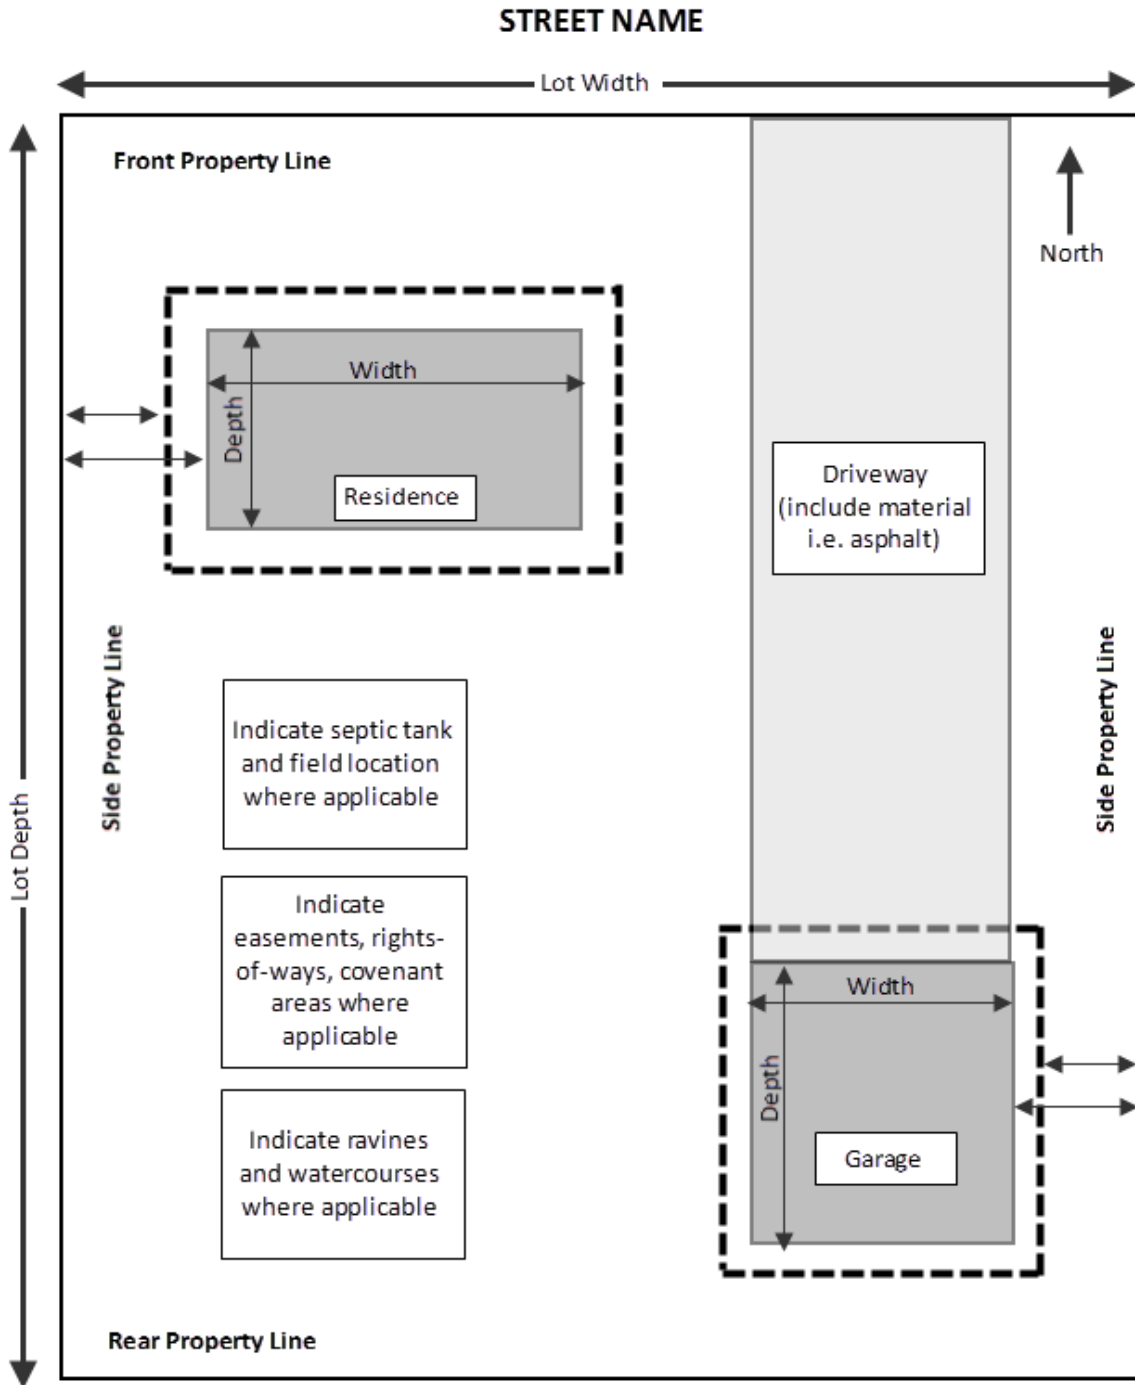 STREET NAME
Lot Width
Front Property Line
North
Width
Depth
Residence
Driveway
(include material
i.e. asphalt)
Side Property Line
Side Property Line
Lot Depth
Indicate septic tank
and field location
where applicable
Indicate
easements, rights-
of-ways, covenant
areas where
applicable
Width
Depth
Garage
Indicate ravines
and watercourses
where applicable
Rear Property Line